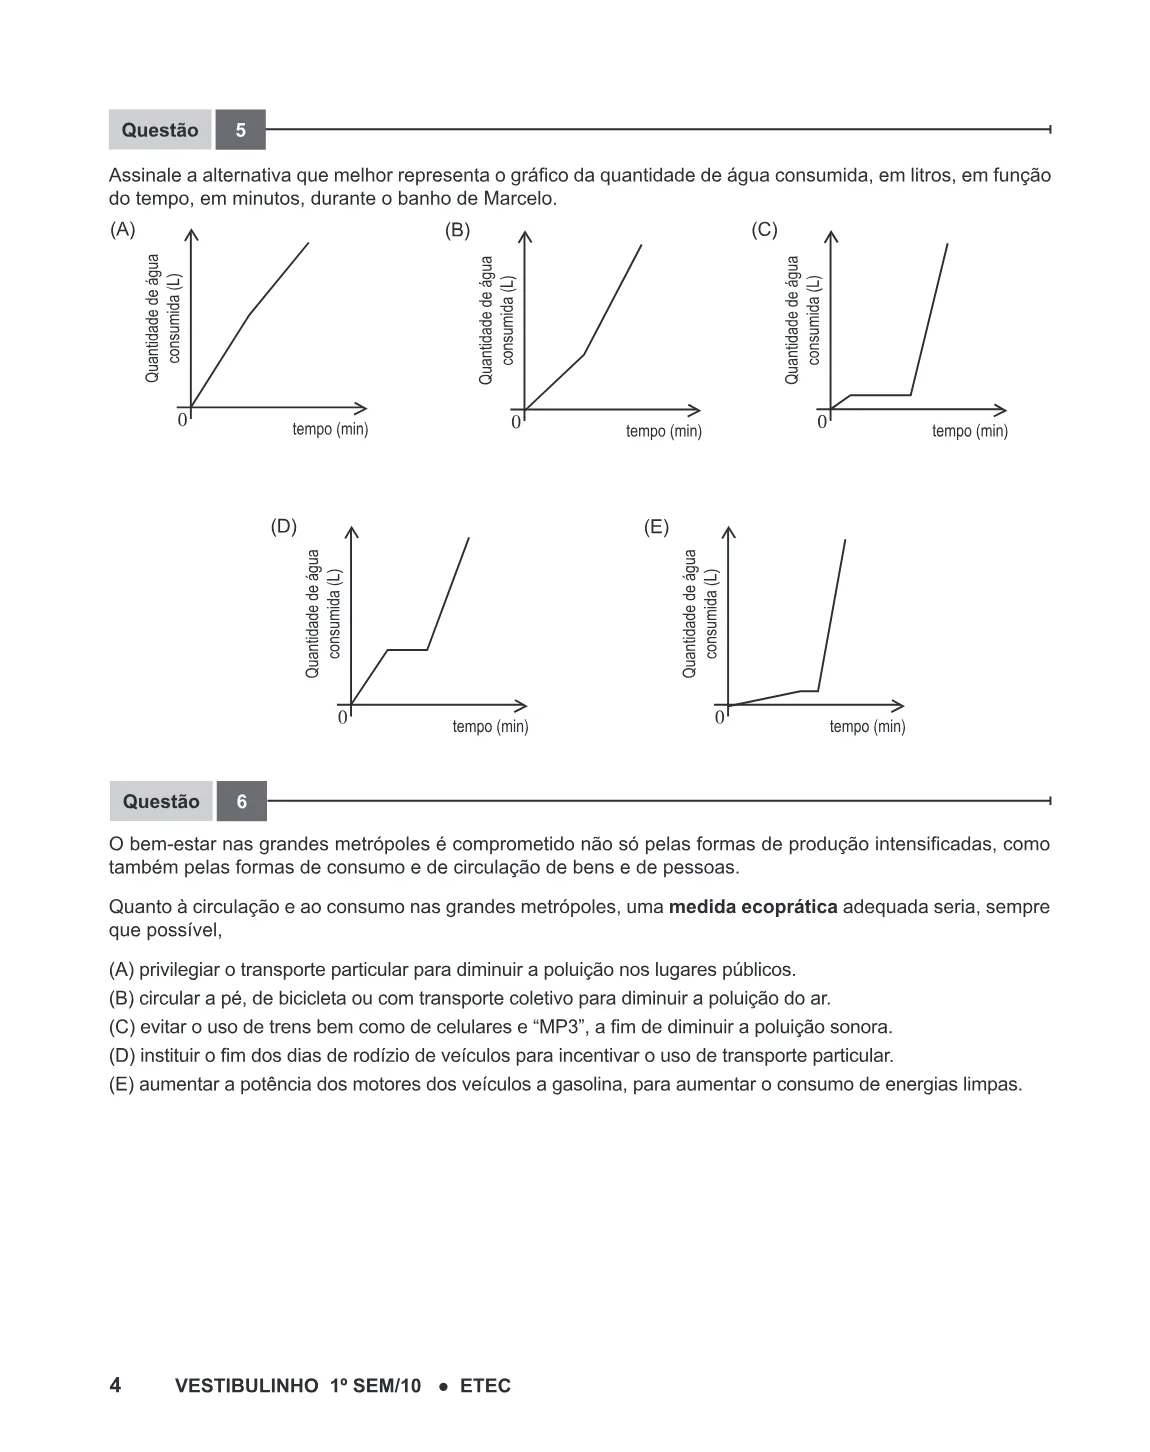 Questão 5
Assinale a alternativa que melhor representa o gráfico da quantidade de água consumida, em litros, em função
do tempo, em minutos, durante o banho de Marcelo.
(A)
Quantidade de água
consumida (L)
0
tempo (min)
(B)
Quantidade de água
consumida (L)
0
tempo (min)
(C)
Quantidade de água
consumida (L)
0
tempo (min)
(D)
Quantidade de água
consumida (L)
0
tempo (min)
(E)
Quantidade de água
consumida (L)
0
tempo (min)
Questão 6
O bem-estar nas grandes metrópoles é comprometido não só pelas formas de produção intensificadas, como
também pelas formas de consumo e de circulação de bens e de pessoas.
Quanto à circulação e ao consumo nas grandes metrópoles, uma medida ecoprática adequada seria, sempre
que possível,
(A) privilegiar o transporte particular para diminuir a poluição nos lugares públicos.
(B) circular a pé, de bicicleta ou com transporte coletivo para diminuir a poluição do ar.
(C) evitar o uso de trens bem como de celulares e “MP3”, a fim de diminuir a poluição sonora.
(D) instituir o fim dos dias de rodízio de veículos para incentivar o uso de transporte particular.
(E) aumentar a potência dos motores dos veículos a gasolina, para aumentar o consumo de energias limpas.
4 VESTIBULINHO 1º SEM/10 ● ETEC